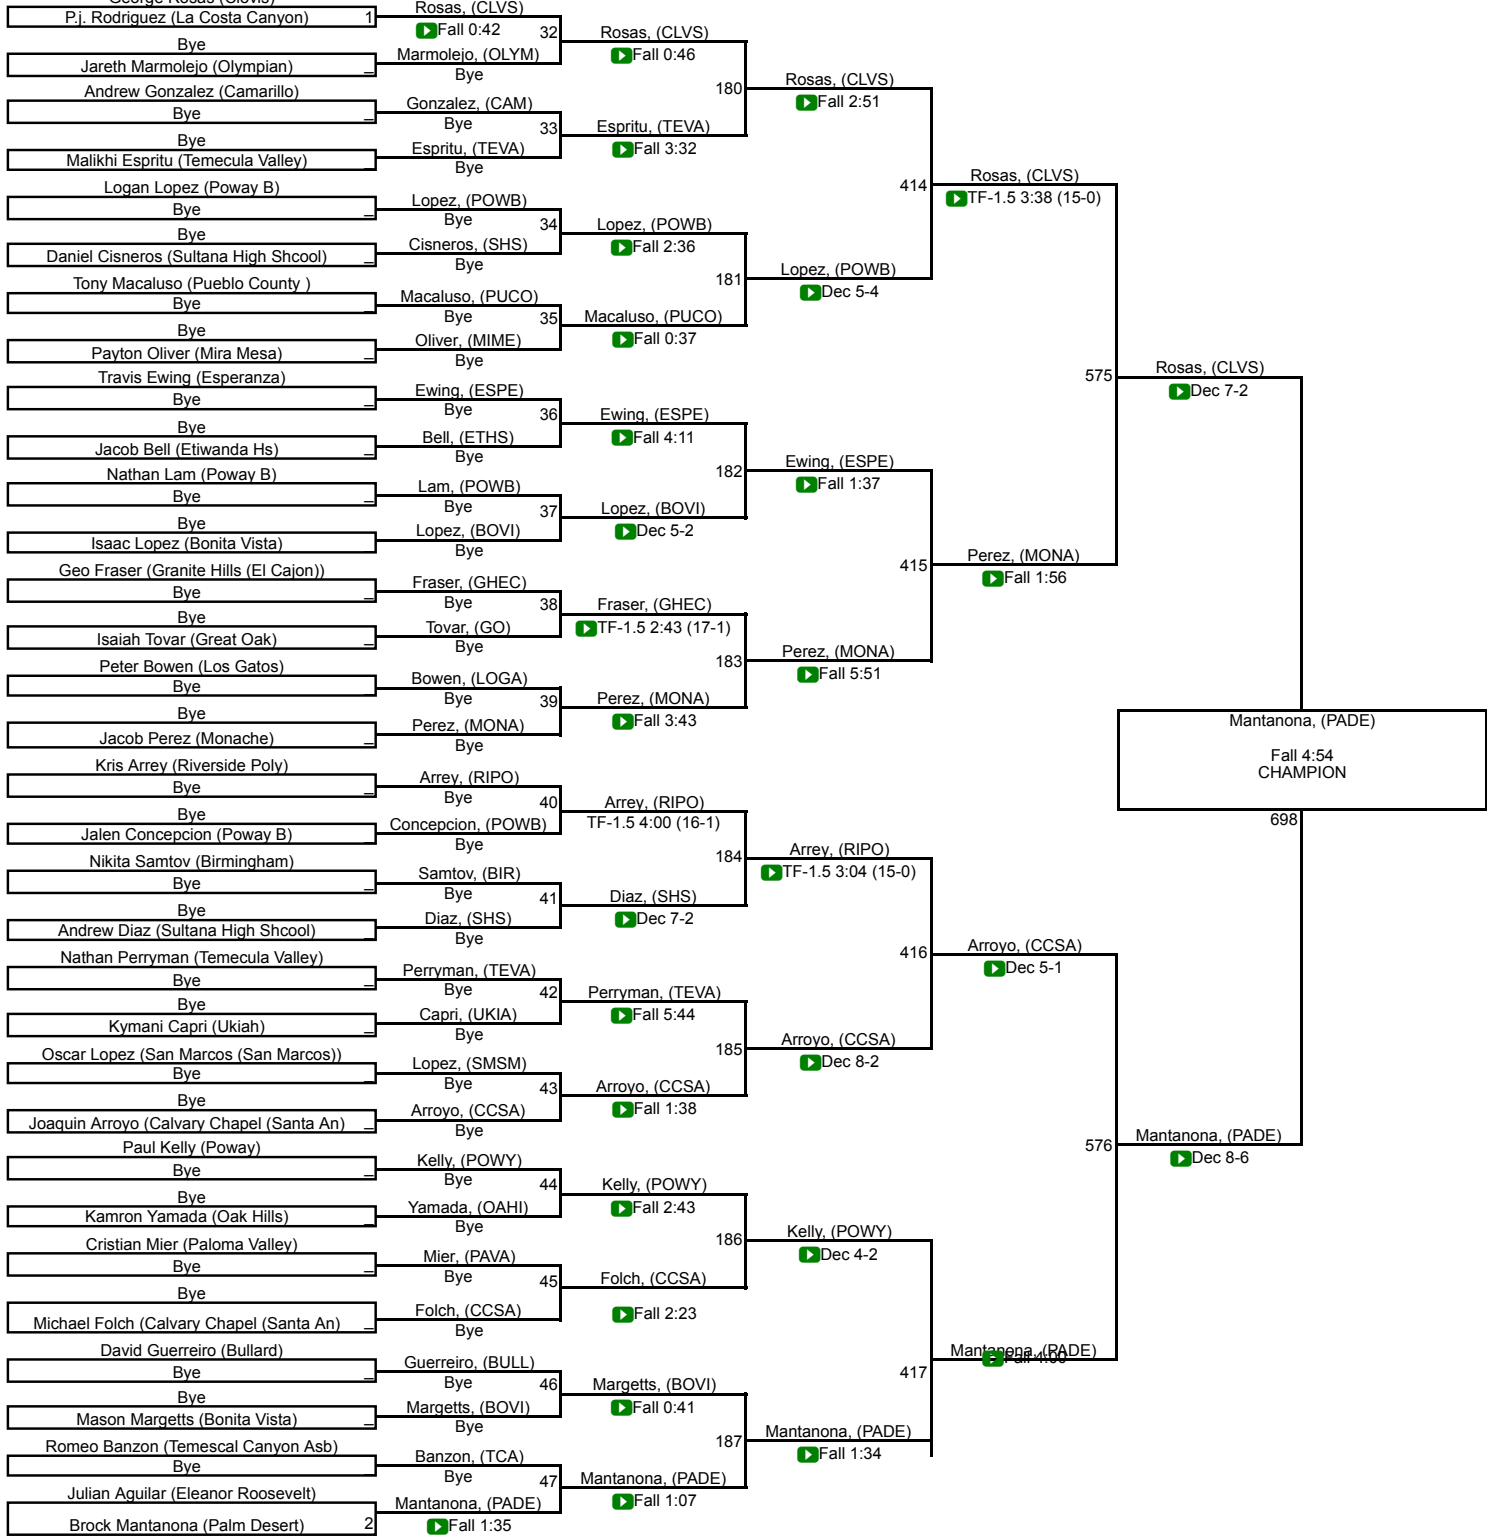 George Rosas (Clovis)
P.j. Rodriguez (La Costa Canyon) 1
Bye
Jareth Marmolejo (Olympian) _
Andrew Gonzalez (Camarillo)
Bye _
Bye
Malikhi Espritu (Temecula Valley) _
Logan Lopez (Poway B)
Bye _
Bye
Daniel Cisneros (Sultana High Shcool) _
Tony Macaluso (Pueblo County )
Bye _
Bye
Payton Oliver (Mira Mesa) _
Travis Ewing (Esperanza)
Bye _
Bye
Jacob Bell (Etiwanda Hs) _
Nathan Lam (Poway B)
Bye _
Bye
Isaac Lopez (Bonita Vista) _
Geo Fraser (Granite Hills (El Cajon))
Bye _
Bye
Isaiah Tovar (Great Oak) _
Peter Bowen (Los Gatos)
Bye _
Bye
Jacob Perez (Monache) _
Kris Arrey (Riverside Poly)
Bye _
Bye
Jalen Concepcion (Poway B) _
Nikita Samtov (Birmingham)
Bye _
Bye
Andrew Diaz (Sultana High Shcool) _
Nathan Perryman (Temecula Valley)
Bye _
Bye
Kymani Capri (Ukiah) _
Oscar Lopez (San Marcos (San Marcos))
Bye _
Bye
Joaquin Arroyo (Calvary Chapel (Santa An) _
Paul Kelly (Poway)
Bye _
Bye
Kamron Yamada (Oak Hills) _
Cristian Mier (Paloma Valley)
Bye _
Bye
Michael Folch (Calvary Chapel (Santa An) _
David Guerreiro (Bullard)
Bye _
Bye
Mason Margetts (Bonita Vista) _
Romeo Banzon (Temescal Canyon Asb)
Bye _
Julian Aguilar (Eleanor Roosevelt)
Brock Mantanona (Palm Desert) 2
Rosas, (CLVS)
Fall 0:42
32
Marmolejo, (OLYM)
Bye
Gonzalez, (CAM)
Bye
33
Espritu, (TEVA)
Bye
Lopez, (POWB)
Bye
34
Cisneros, (SHS)
Bye
Macaluso, (PUCO)
Bye
35
Oliver, (MIME)
Bye
Ewing, (ESPE)
Bye
36
Bell, (ETHS)
Bye
Lam, (POWB)
Bye
37
Lopez, (BOVI)
Bye
Fraser, (GHEC)
Bye
38
Tovar, (GO)
Bye
Bowen, (LOGA)
Bye
39
Perez, (MONA)
Bye
Arrey, (RIPO)
Bye
40
Concepcion, (POWB)
Bye
Samtov, (BIR)
Bye
41
Diaz, (SHS)
Bye
Perryman, (TEVA)
Bye
42
Capri, (UKIA)
Bye
Lopez, (SMSM)
Bye
43
Arroyo, (CCSA)
Bye
Kelly, (POWY)
Bye
44
Yamada, (OAHI)
Bye
Mier, (PAVA)
Bye
45
Folch, (CCSA)
Bye
Guerreiro, (BULL)
Bye
46
Margetts, (BOVI)
Bye
Banzon, (TCA)
Bye
47
Mantanona, (PADE)
Fall 1:35
Rosas, (CLVS)
Fall 0:46
180
Espritu, (TEVA)
Fall 3:32
Lopez, (POWB)
Fall 2:36
181
Macaluso, (PUCO)
Fall 0:37
Ewing, (ESPE)
Fall 4:11
182
Lopez, (BOVI)
Dec 5-2
Fraser, (GHEC)
TF-1.5 2:43 (17-1)
183
Perez, (MONA)
Fall 3:43
Arrey, (RIPO)
TF-1.5 4:00 (16-1)
184
Diaz, (SHS)
Dec 7-2
Perryman, (TEVA)
Fall 5:44
185
Arroyo, (CCSA)
Fall 1:38
Kelly, (POWY)
Fall 2:43
186
Folch, (CCSA)
Fall 2:23
Margetts, (BOVI)
Fall 0:41
187
Mantanona, (PADE)
Fall 1:07
Rosas, (CLVS)
Fall 2:51
414
Lopez, (POWB)
Dec 5-4
Ewing, (ESPE)
Fall 1:37
415
Perez, (MONA)
Fall 5:51
Arrey, (RIPO)
TF-1.5 3:04 (15-0)
416
Arroyo, (CCSA)
Dec 8-2
Kelly, (POWY)
Dec 4-2
417
Mantanona, (PADE)
Fall 1:34
Rosas, (CLVS)
TF-1.5 3:38 (15-0)
575
Perez, (MONA)
Fall 1:56
Arroyo, (CCSA)
Dec 5-1
576
Mantanona, (PADE)
Fall 4:00
Rosas, (CLVS)
Dec 7-2
Mantanona, (PADE)
Dec 8-6
Mantanona, (PADE)
Fall 4:54
CHAMPION
698